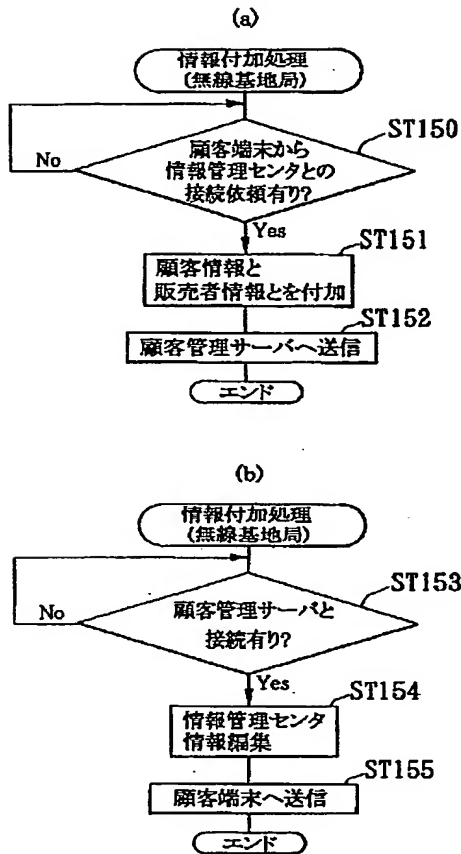 (a)
情報付加処理
(無線基地局)
ST150
顧客端末から
情報管理センタとの
接続依頼有り?
No
Yes
ST151
顧客情報と
販売者情報とを付加
ST152
顧客管理サーバへ送信
エンド
(b)
情報付加処理
(無線基地局)
ST153
顧客管理サーバと
接続有り?
No
Yes
ST154
情報管理センタ
情報編集
ST155
顧客端末へ送信
エンド